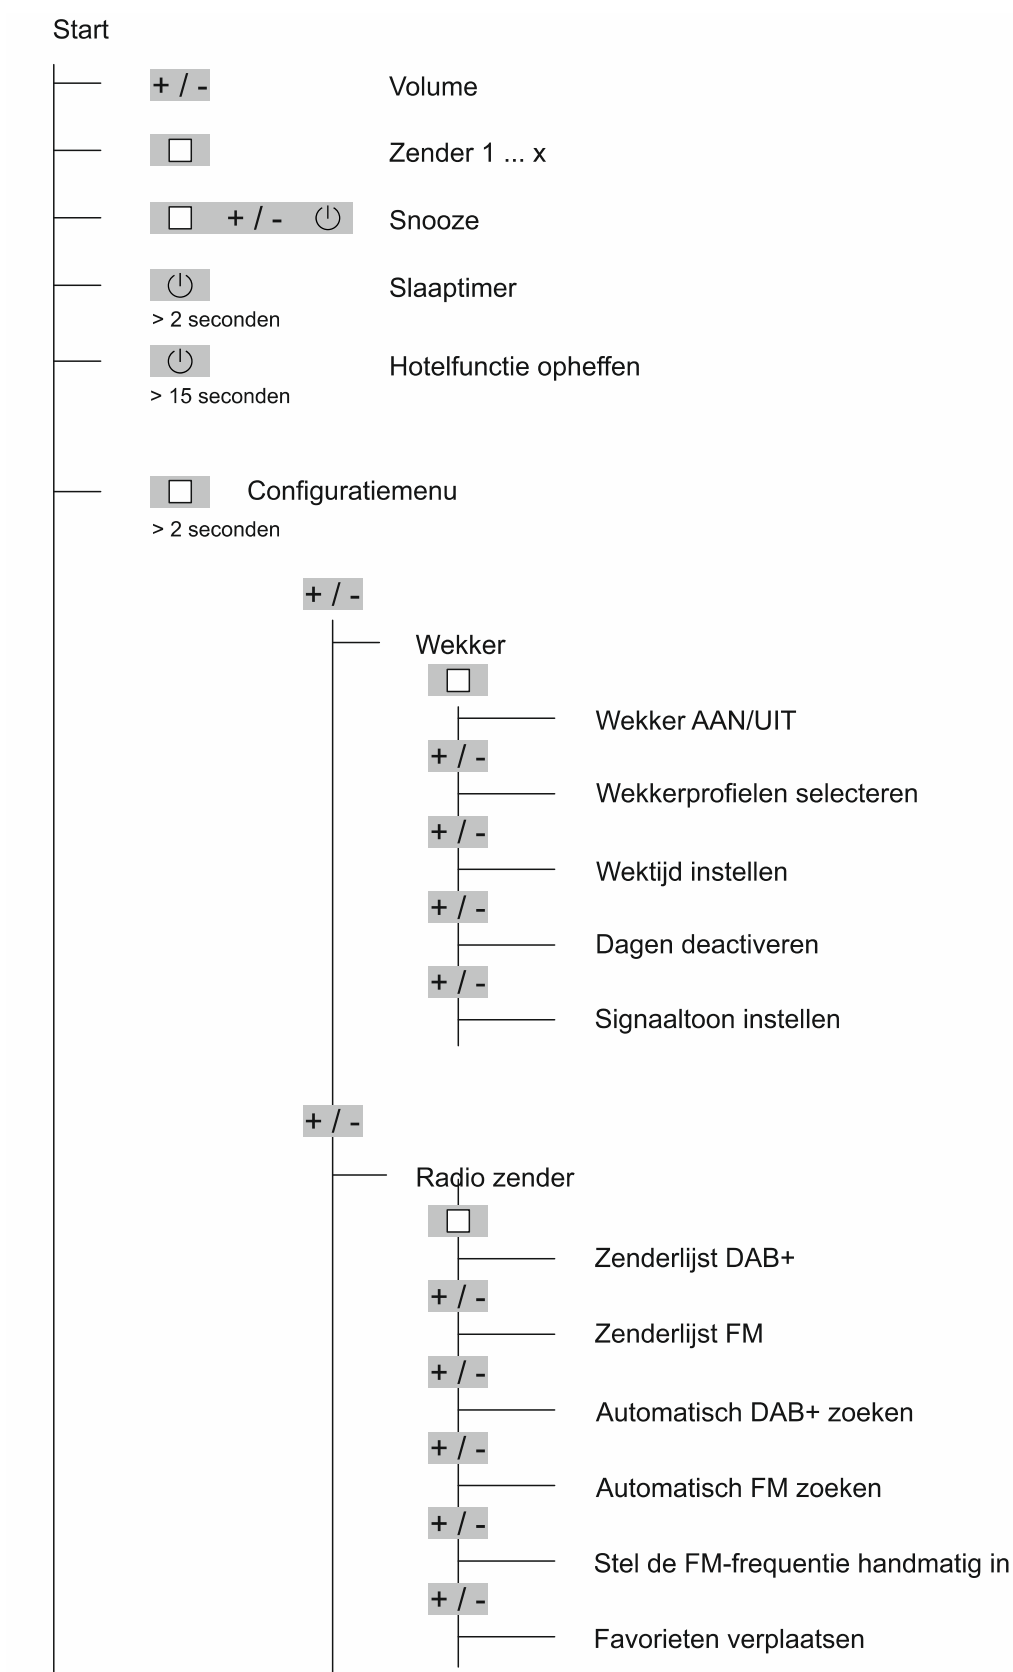 Start
+ / - Volume
Zender 1 ... x
+ / - Snooze
Slaaptimer
> 2 seconden
Hotelfunctie opheffen
> 15 seconden
Configuratiemenu
> 2 seconden
+ / -
Wekker
Wekker AAN/UIT
+ / -
Wekkerprofielen selecteren
+ / -
Wektijd instellen
+ / -
Dagen deactiveren
+ / -
Signaaltoon instellen
+ / -
Radio zender
Zenderlijst DAB+
+ / -
Zenderlijst FM
+ / -
Automatisch DAB+ zoeken
+ / -
Automatisch FM zoeken
+ / -
Stel de FM-frequentie handmatig in
+ / -
Favorieten verplaatsen